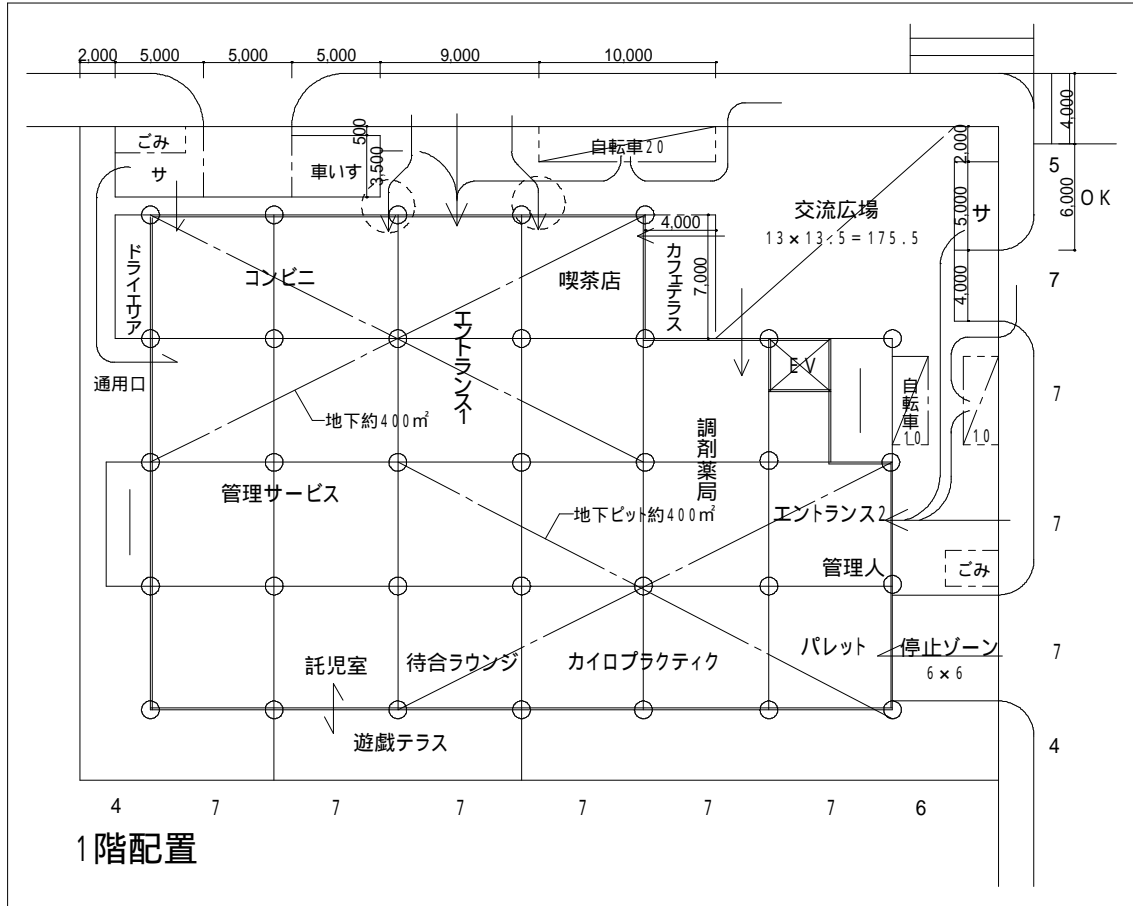 2,000 5,000 5,000 5,000 9,000 10,000
4,000
ごみ
500
自転車20
2,000
サ
車いす
3,500
5
6,000
OK
4,000
交流広場
5,000
サ
13×13.5=175.5
ドライエリア
コンビニ
喫茶店
カフェテラス
7,000
4,000
7
エントランス1
EV
通用口
自転車
10
10
7
地下約400㎡
調剤薬局
管理サービス
地下ピット約400㎡
エントランス2
7
管理人
ごみ
託児室
待合ラウンジ
カイロプラクティク
パレット
停止ゾーン
7
6×6
遊戯テラス
4
4 7 7 7 7 7 6
1階配置